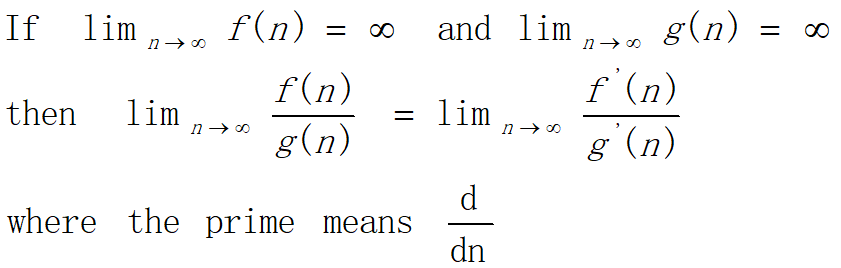 If lim n→∞ f(n) = ∞ and lim n→∞ g(n) = ∞
then lim n→∞ f(n)/g(n) = lim n→∞ f'(n)/g'(n)
where the prime means d/dn